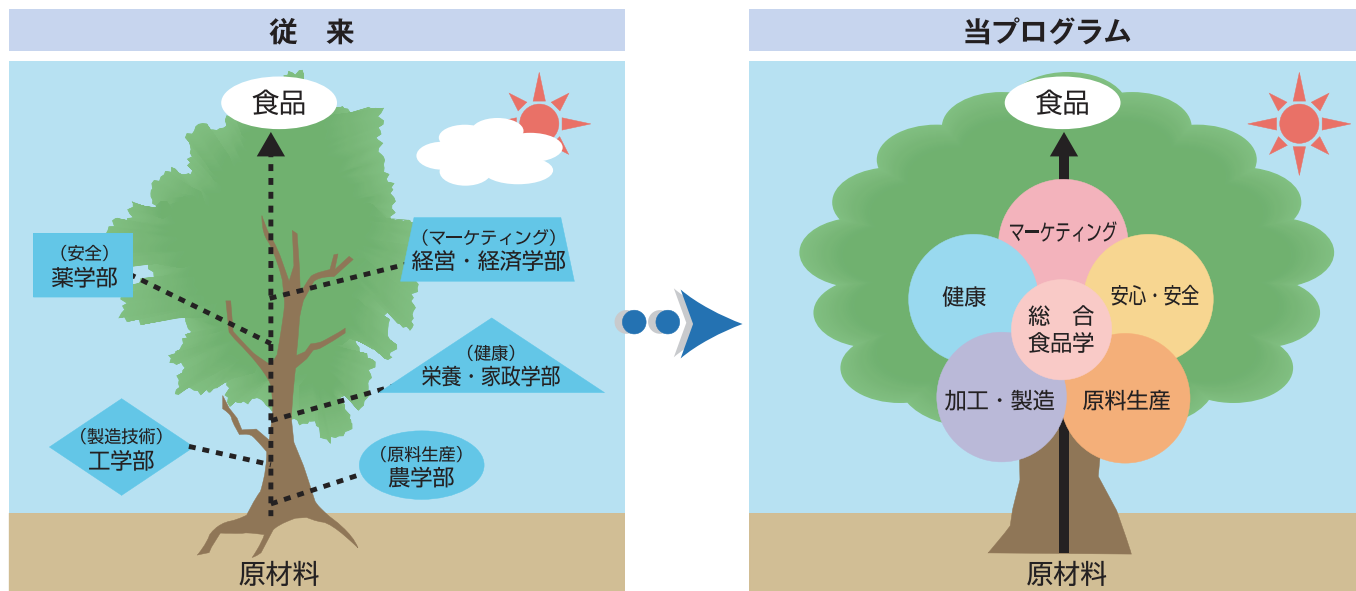 従　来
食品
（マーケティング）
経営・経済学部
（安全）
薬学部
（健康）
栄養・家政学部
（製造技術）
工学部
（原料生産）
農学部
原材料
当プログラム
食品
マーケティング
健康
安心・安全
総　合
食品学
加工・製造
原料生産
原材料